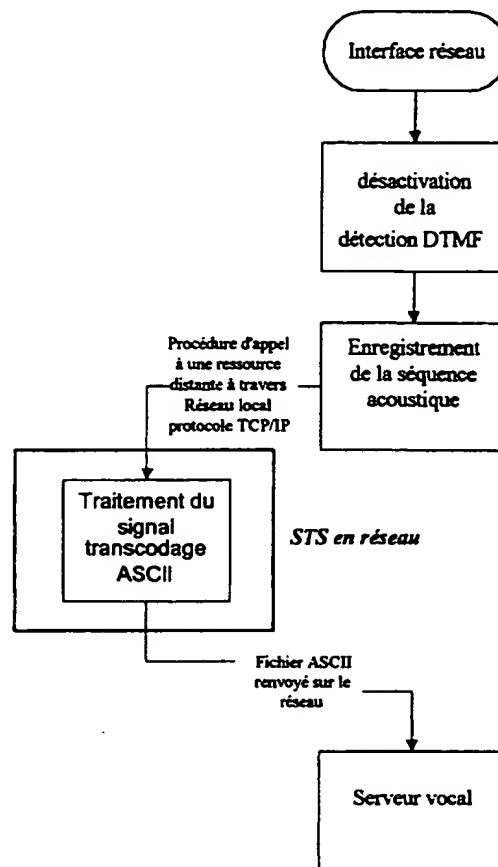 Interface réseau
désactivation
de la
détection DTMF
Enregistrement
de la séquence
acoustique
Procédure d'appel
à une ressource
distante à travers
Réseau local
protocole TCP/IP
Traitement du
signal
transcodage
ASCII
STS en réseau
Fichier ASCII
renvoyé sur le
réseau
Serveur vocal